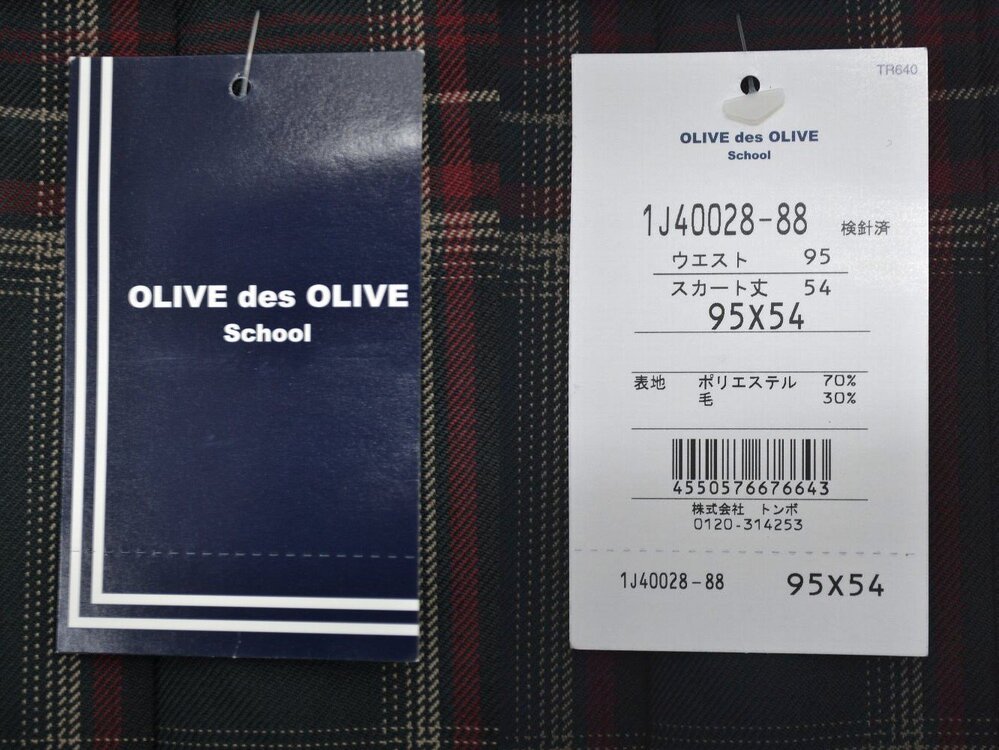 OLIVE des OLIVE
School
TR640
OLIVE des OLIVE
School
1J40028-88 検針済
ウエスト 95
スカート丈 54
95X54
表地 ポリエステル 70%
毛 30%
4550576676643
株式会社 トンボ
0120-314253
1J40028-88 95X54